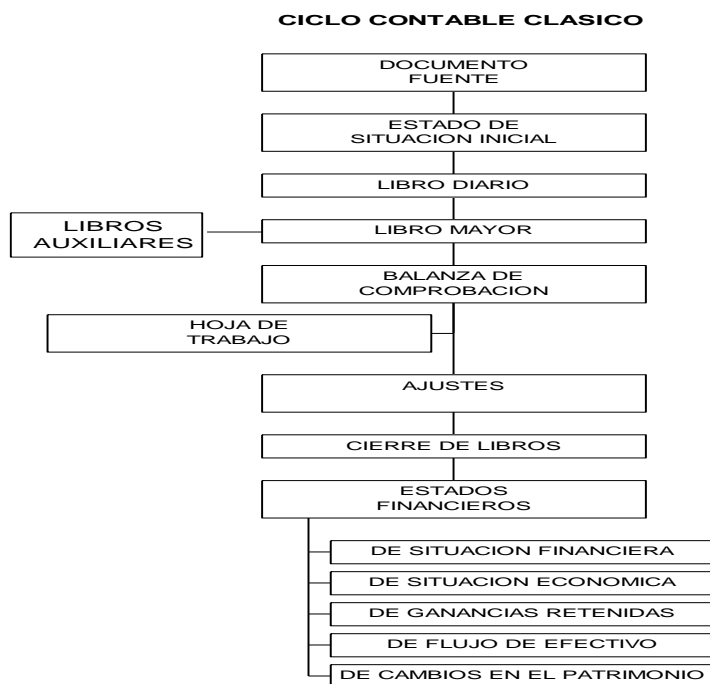 CICLO CONTABLE CLASICO
DOCUMENTO
FUENTE
ESTADO DE
SITUACION INICIAL
LIBRO DIARIO
LIBROS
AUXILIARES
LIBRO MAYOR
BALANZA DE
COMPROBACION
HOJA DE
TRABAJO
AJUSTES
CIERRE DE LIBROS
ESTADOS
FINANCIEROS
DE SITUACION FINANCIERA
DE SITUACION ECONOMICA
DE GANANCIAS RETENIDAS
DE FLUJO DE EFECTIVO
DE CAMBIOS EN EL PATRIMONIO